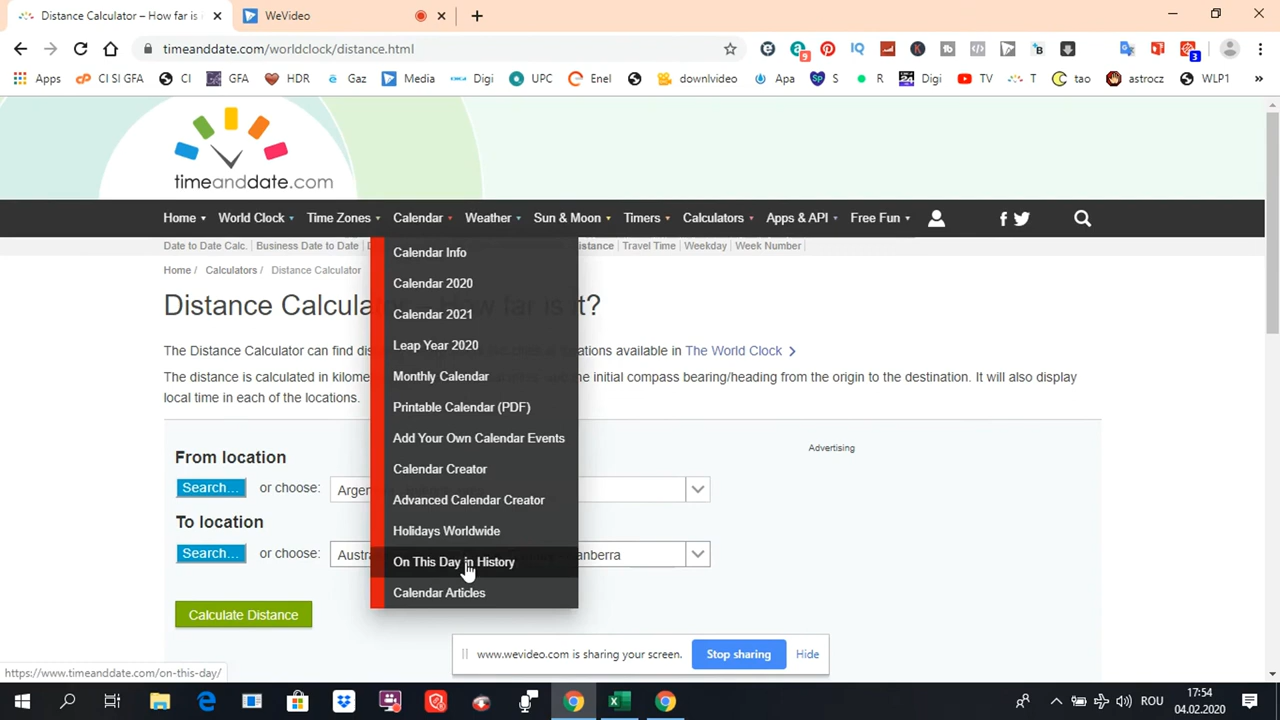 Distance Calculator – How far is
WeVideo
timeanddate.com/worldclock/distance.html
Apps CI SI GFA CI GFA HDR Gaz Media Digi UPC Enel downlvideo Apa S R Digi TV T tao astrocz WLP1 »
timeanddate.com
Home World Clock Time Zones Calendar Weather Sun & Moon Timers Calculators Apps & API Free Fun
Date to Date Calc. | Business Date to Date | Travel Time | Weekday | Week Number |
Home / Calculators / Distance Calculator
Distance Calculator – How far is it?
The Distance Calculator can find locations available in The World Clock
The distance is calculated in the initial compass bearing/heading from the origin to the destination. It will also display
local time in each of the locations.
Calendar Info
Calendar 2020
Calendar 2021
Leap Year 2020
Monthly Calendar
Printable Calendar (PDF)
Add Your Own Calendar Events
Calendar Creator
Advanced Calendar Creator
Holidays Worldwide
On This Day in History
Calendar Articles
Advertising
From location
Search... or choose:
To location
Search... or choose:
Calculate Distance
www.wevideo.com is sharing your screen. Stop sharing Hide
https://www.timeanddate.com/on-this-day/
ROU
17:54
04.02.2020